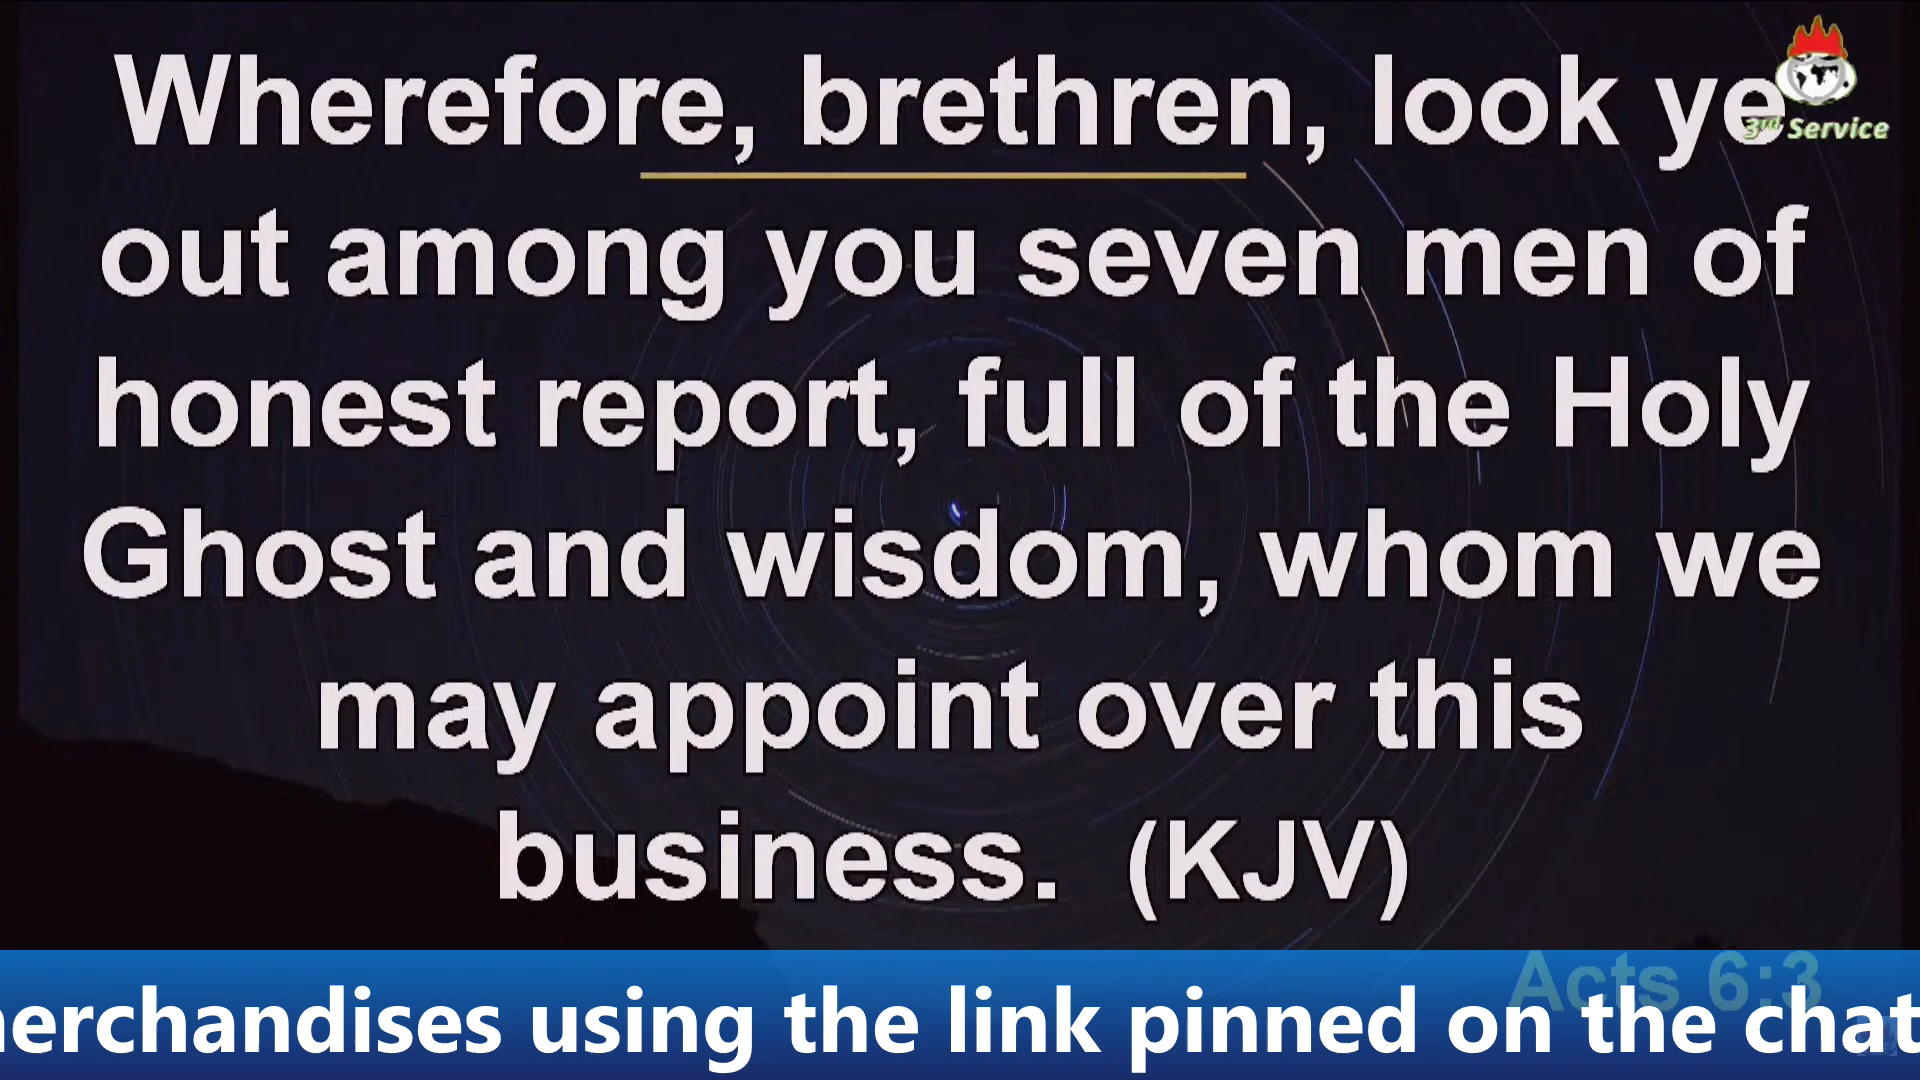 Wherefore, brethren, look ye
3rd Service
out among you seven men of
honest report, full of the Holy
Ghost and wisdom, whom we
may appoint over this
business. (KJV)
Acts 6:3
erchandises using the link pinned on the chat